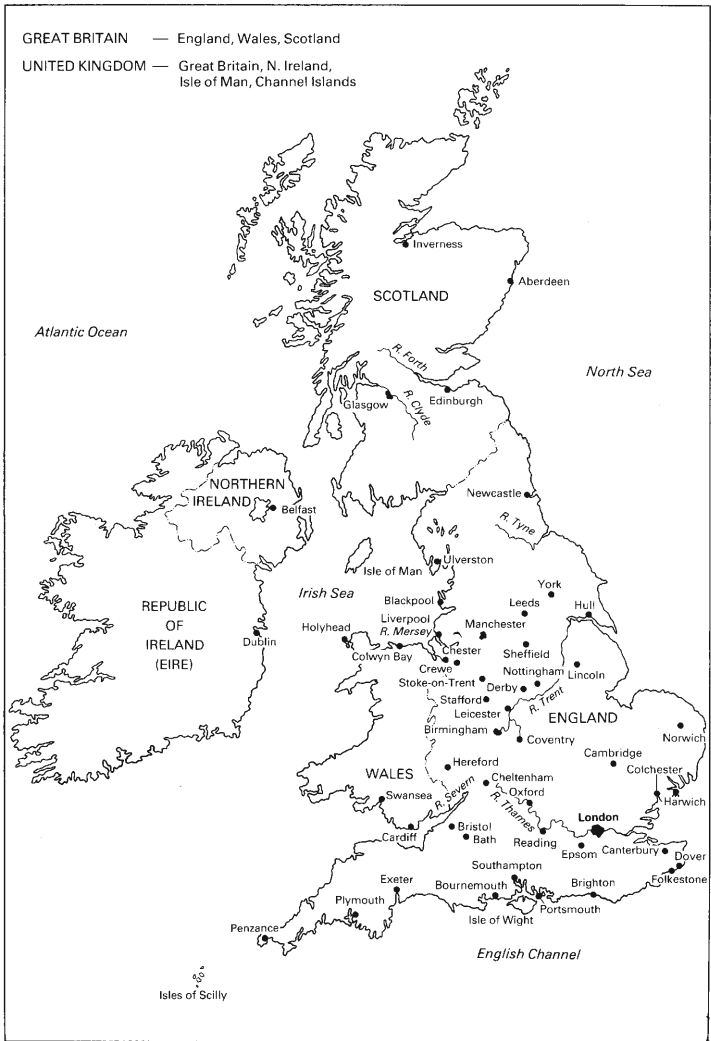 GREAT BRITAIN — England, Wales, Scotland
UNITED KINGDOM — Great Britain, N. Ireland,
Isle of Man, Channel Islands
Inverness
Aberdeen
SCOTLAND
Atlantic Ocean
North Sea
R. Forth
Glasgow
R. Clyde
Edinburgh
NORTHERN
IRELAND
Belfast
Newcastle
R. Tyne
Ulverston
Isle of Man
Irish Sea
York
Blackpool
Leeds
Hull
REPUBLIC
OF
IRELAND
(EIRE)
Dublin
Holyhead
Liverpool
R. Mersey
Manchester
Colwyn Bay
Chester
Sheffield
Crewe
Nottingham
Lincoln
Stoke-on-Trent
Derby
R. Trent
Stafford
Leicester
ENGLAND
Birmingham
Coventry
Norwich
Cambridge
Hereford
Colchester
WALES
Cheltenham
Swansea
R. Severn
Oxford
Harwich
R. Thames
London
Cardiff
Bristol
Bath
Reading
Epsom
Canterbury
Dover
Folkestone
Southampton
Exeter
Bournemouth
Brighton
Plymouth
Portsmouth
Isle of Wight
Penzance
English Channel
Isles of Scilly